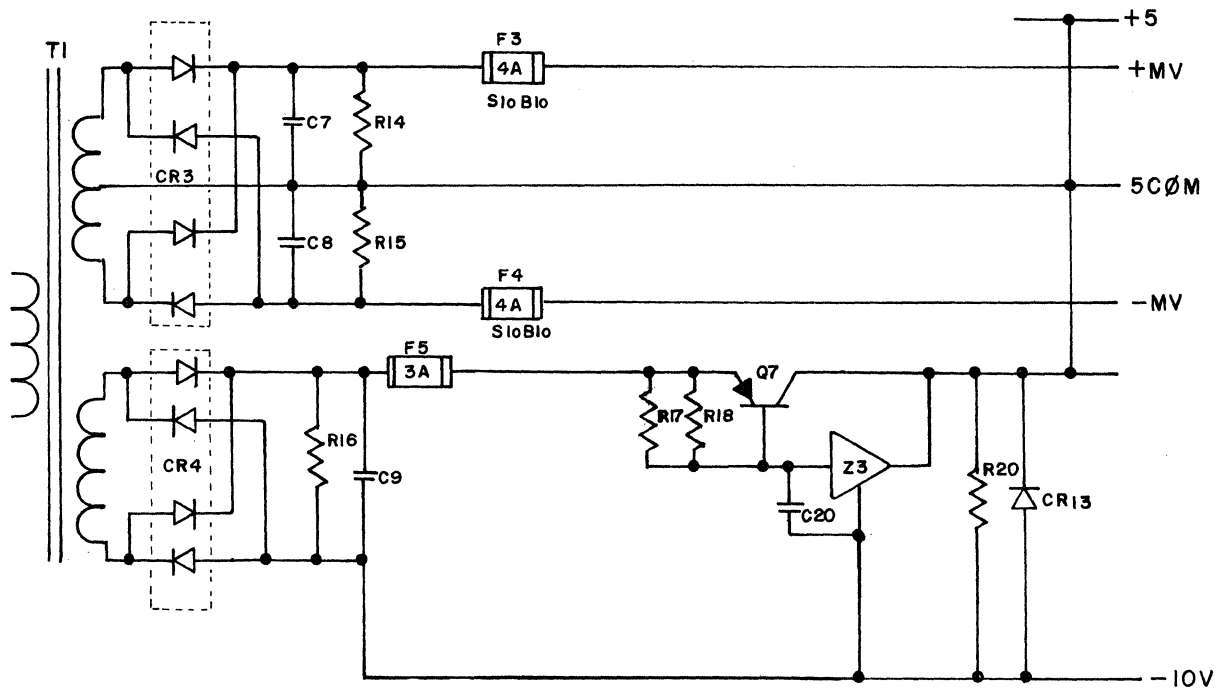 +5
T1
F3
4A
SloBlo
+MV
C7
R14
CR3
5CØM
C8
R15
F4
4A
SloBlo
-MV
F5
3A
Q7
R17
R18
R16
CR4
C9
Z3
R20
C20
CR13
-10V